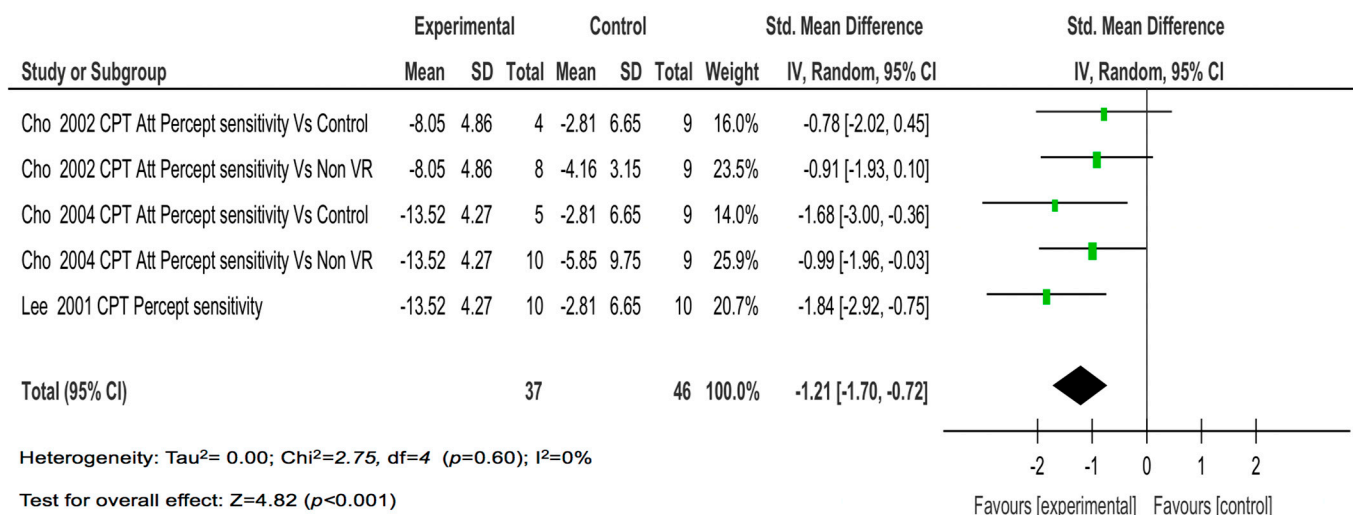 Experimental Control Std. Mean Difference Std. Mean Difference
Study or Subgroup Mean SD Total Mean SD Total Weight IV, Random, 95% CI IV, Random, 95% CI
Cho 2002 CPT Att Percept sensitivity Vs Control -8.05 4.86 4 -2.81 6.65 9 16.0% -0.78 [-2.02, 0.45]
Cho 2002 CPT Att Percept sensitivity Vs Non VR -8.05 4.86 8 -4.16 3.15 9 23.5% -0.91 [-1.93, 0.10]
Cho 2004 CPT Att Percept sensitivity Vs Control -13.52 4.27 5 -2.81 6.65 9 14.0% -1.68 [-3.00, -0.36]
Cho 2004 CPT Att Percept sensitivity Vs Non VR -13.52 4.27 10 -5.85 9.75 9 25.9% -0.99 [-1.96, -0.03]
Lee 2001 CPT Percept sensitivity -13.52 4.27 10 -2.81 6.65 10 20.7% -1.84 [-2.92, -0.75]
Total (95% CI) 37 46 100.0% -1.21 [-1.70, -0.72]
Heterogeneity: Tau²= 0.00; Chi²=2.75, df=4 (p=0.60); I²=0%
-2 -1 0 1 2
Test for overall effect: Z=4.82 (p<0.001)
Favours [experimental] Favours [control]